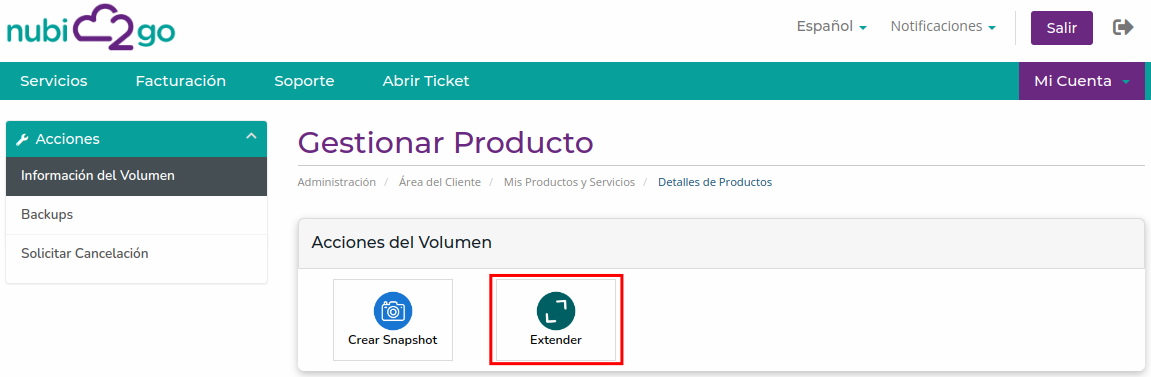 nubi2go
Español
Notificaciones
Salir
Servicios
Facturación
Soporte
Abrir Ticket
Mi Cuenta
Acciones
Información del Volumen
Backups
Solicitar Cancelación
Gestionar Producto
Administración / Área del Cliente / Mis Productos y Servicios / Detalles de Productos
Acciones del Volumen
Crear Snapshot
Extender